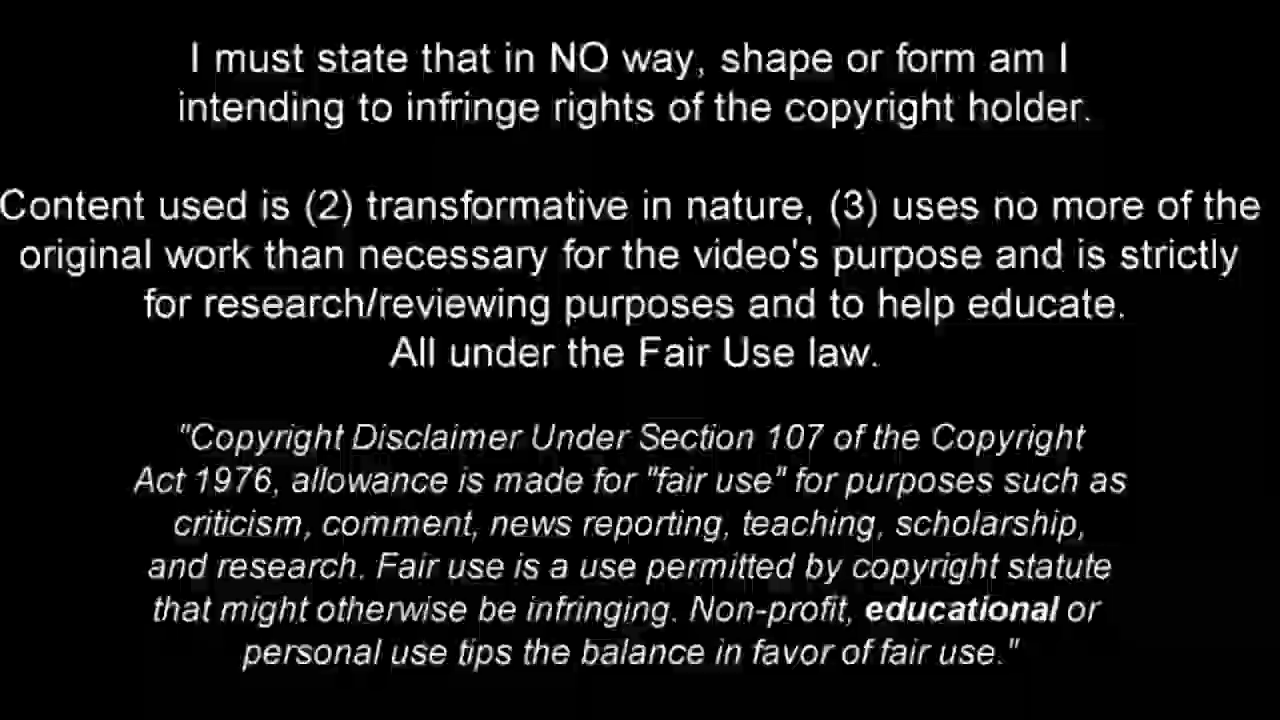 I must state that in NO way, shape or form am I
intending to infringe rights of the copyright holder.
Content used is (2) transformative in nature, (3) uses no more of the
original work than necessary for the video's purpose and is strictly
for research/reviewing purposes and to help educate.
All under the Fair Use law.
"Copyright Disclaimer Under Section 107 of the Copyright
Act 1976, allowance is made for "fair use" for purposes such as
criticism, comment, news reporting, teaching, scholarship,
and research. Fair use is a use permitted by copyright statute
that might otherwise be infringing. Non-profit, educational or
personal use tips the balance in favor of fair use."